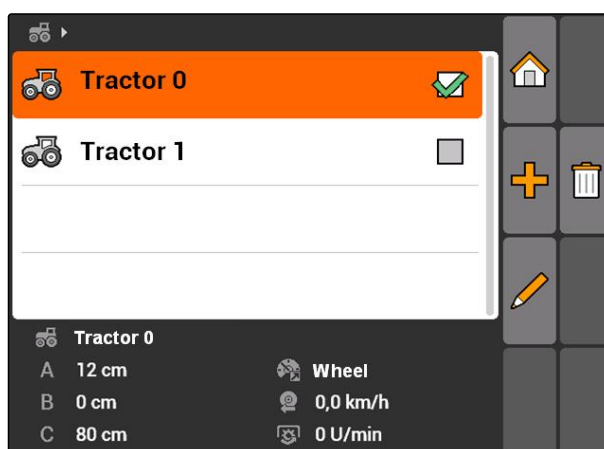 Tractor 0
Tractor 1
Tractor 0
A 12 cm Wheel
B 0 cm 0,0 km/h
C 80 cm 0 U/min